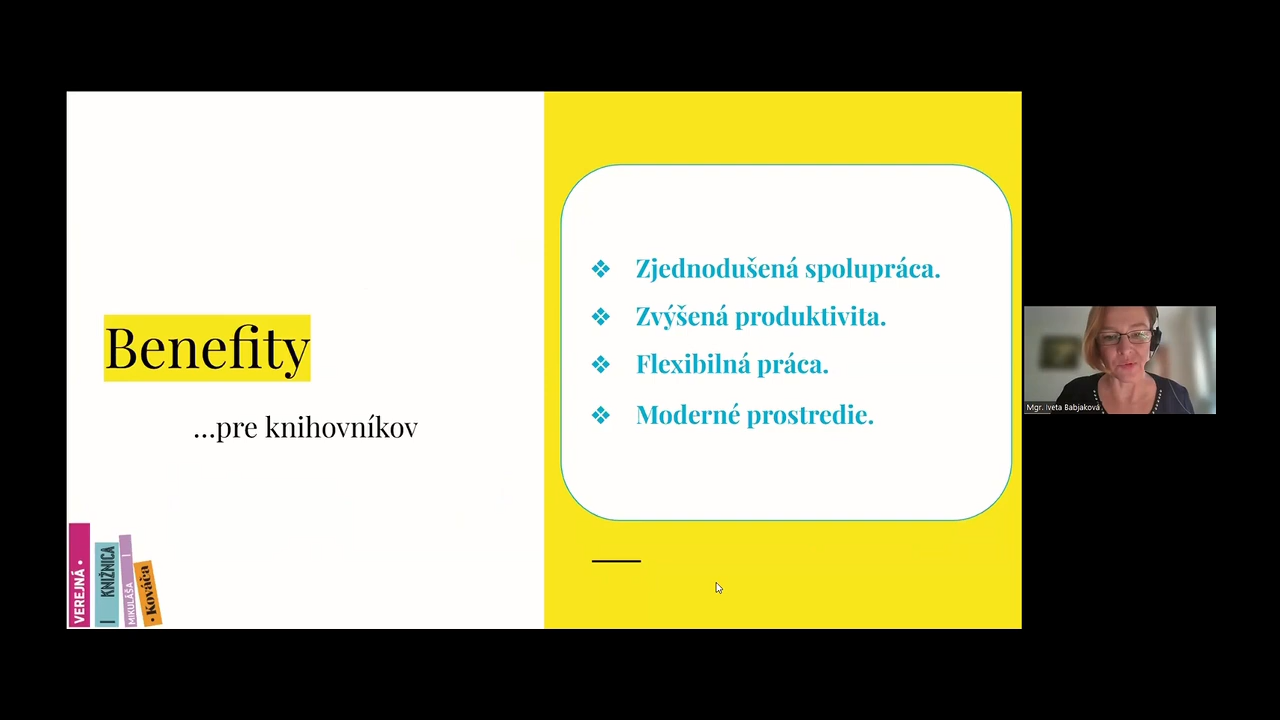 Benefity
...pre knihovníkov
❖ Zjednodušená spolupráca.
❖ Zvýšená produktivita.
❖ Flexibilná práca.
❖ Moderné prostredie.
VEREJNÁ •
| KNIŽNICA
MIKULÁŠA |
• Kováča
Mgr. Iveta Babjaková